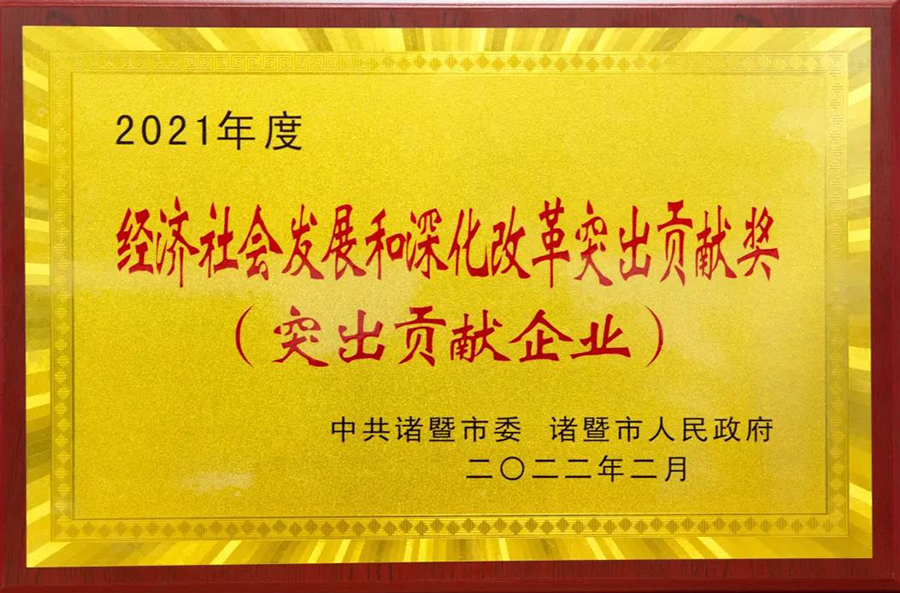 2021年度
经济社会发展和深化改革突出贡献奖
（突出贡献企业）
中共诸暨市委 诸暨市人民政府
二〇二二年二月